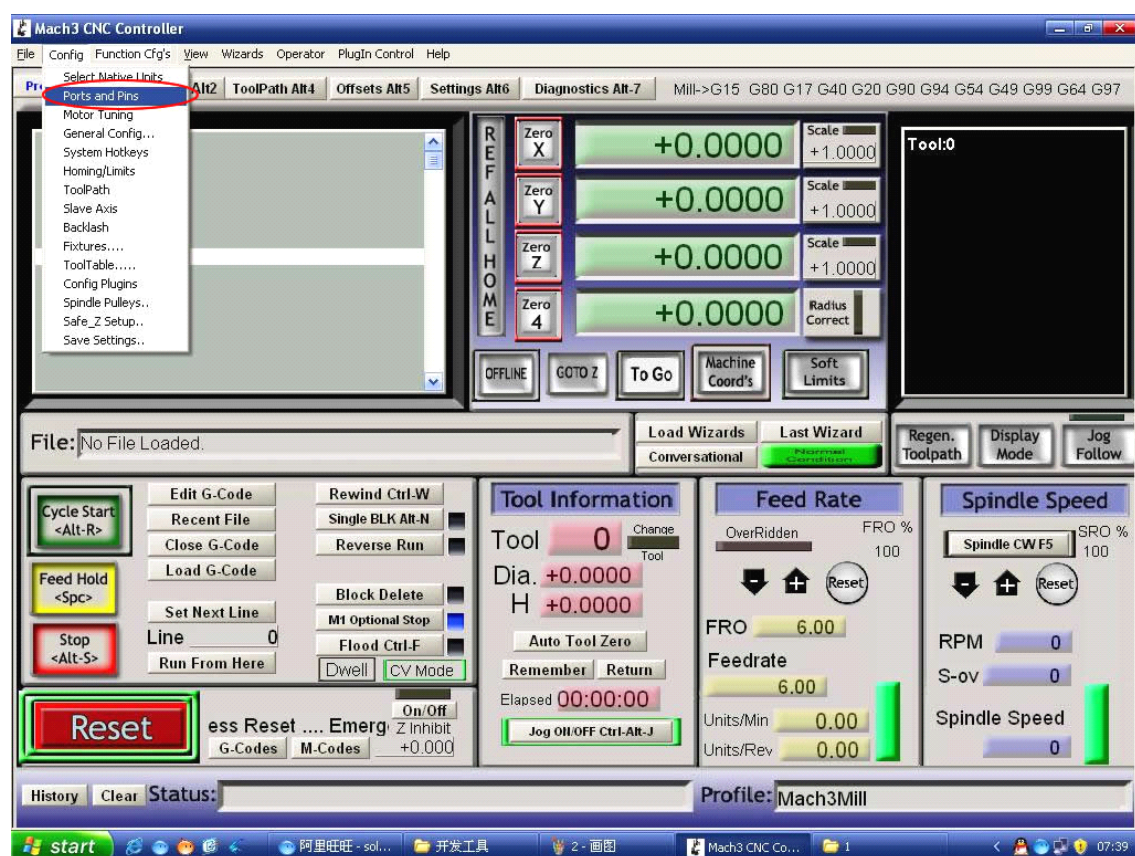 Mach3 CNC Controller
File Config Function Cfg's View Wizards Operator PlugIn Control Help
Select Native Units
Ports and Pins
Motor Tuning
General Config...
System Hotkeys
Homing/Limits
ToolPath
Slave Axis
Backlash
Fixtures....
ToolTable.....
Config Plugins
Spindle Pulleys..
Safe_Z Setup..
Save Settings..
Alt2 ToolPath Alt4 Offsets Alt5 Settings Alt6 Diagnostics Alt-7 Mill->G15 G80 G17 G40 G20 G90 G94 G54 G49 G99 G64 G97
REF ALL HOME
Zero X +0.0000 Scale +1.0000
Zero Y +0.0000 Scale +1.0000
Zero Z +0.0000 Scale +1.0000
Zero 4 +0.0000 Radius Correct
OFFLINE GOTO Z To Go Machine Coord's Soft Limits
Tool:0
File: No File Loaded.
Load Wizards Last Wizard
Conversational Normal Condition
Regen. Toolpath Display Mode Jog Follow
Cycle Start <Alt-R>
Feed Hold <Spc>
Stop <Alt-S>
Edit G-Code Rewind Ctrl-W
Recent File Single BLK Alt-N
Close G-Code Reverse Run
Load G-Code
Block Delete
Set Next Line M1 Optional Stop
Line 0 Flood Ctrl-F
Run From Here Dwell CV Mode
Reset
ess Reset .... Emerg
On/Off
Z Inhibit
+0.000
G-Codes M-Codes
Tool Information
Tool 0 Change Tool
Dia. +0.0000
H +0.0000
Auto Tool Zero
Remember Return
Elapsed 00:00:00
Jog ON/OFF Ctrl-Alt-J
Feed Rate
OverRidden FRO %
100
Reset
FRO 6.00
Feedrate
6.00
Units/Min 0.00
Units/Rev 0.00
Spindle Speed
Spindle CW F5 SRO %
100
Reset
RPM 0
S-ov 0
Spindle Speed
0
History Clear Status:
Profile: Mach3Mill
start 阿里旺旺 - sol... 开发工具 2 - 画图 Mach3 CNC Co... 1 07:39